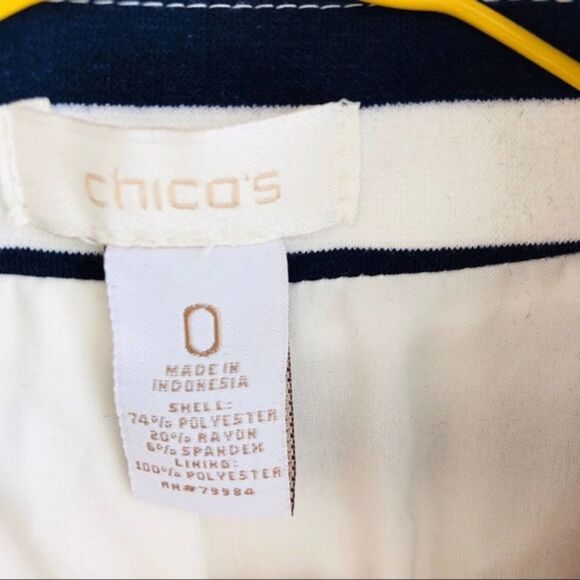 chico's
0
MADE IN
INDONESIA
SHELL:
74% POLYESTER
20% RAYON
6% SPANDEX
LINING:
100% POLYESTER
RN#79984